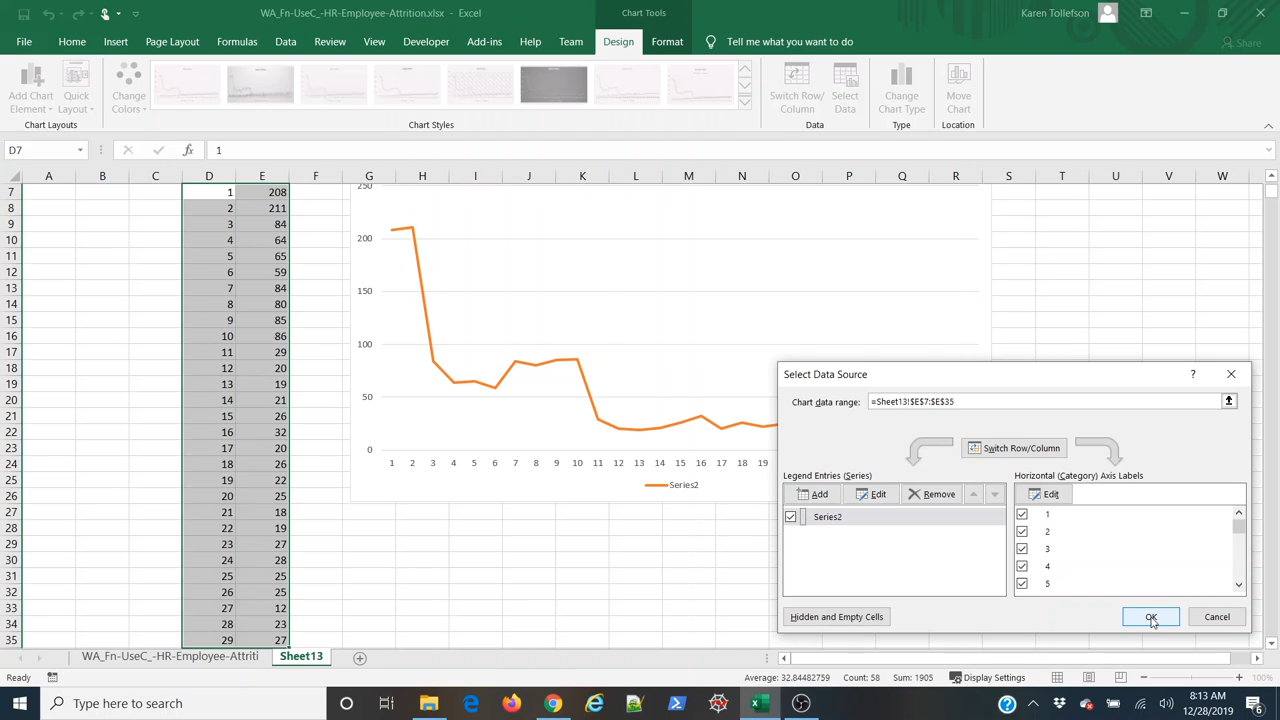 WA_Fn-UseC_-HR-Employee-Attrition.xlsx - Excel
Chart Tools
Karen Tollefson
File Home Insert Page Layout Formulas Data Review View Developer Add-ins Help Team Design Format Tell me what you want to do Share
Add Chart Element
Quick Layout
Change Colors
Switch Row/ Column
Select Data
Change Chart Type
Move Chart
Chart Layouts
Chart Styles
Data
Type
Location
D7 fx 1
A B C D E F G H I J K L M N O P Q R S T U V W
7 1 208
8 2 211
9 3 84
10 4 64
11 5 65
12 6 59
13 7 84
14 8 80
15 9 85
16 10 86
17 11 29
18 12 20
19 13 19
20 14 21
21 15 26
22 16 32
23 17 20
24 18 26
25 19 22
26 20 25
27 21 12
28 22 19
29 23 27
30 24 28
31 25 25
32 26 25
33 27 12
34 28 23
35 29 27
250
200
150
100
50
0
1 2 3 4 5 6 7 8 9 10 11 12 13 14 15 16 17 18 19
Series2
Select Data Source
?
Chart data range: =Sheet13!$E$7:$E$35
Switch Row/Column
Legend Entries (Series)
Add Edit Remove
Series2
Horizontal (Category) Axis Labels
Edit
1
2
3
4
5
Hidden and Empty Cells
OK
Cancel
WA_Fn-UseC_-HR-Employee-Attriti Sheet13
Ready
Average: 32.84482759 Count: 58 Sum: 1905 Display Settings 100%
Type here to search
8:13 AM
12/28/2019
6